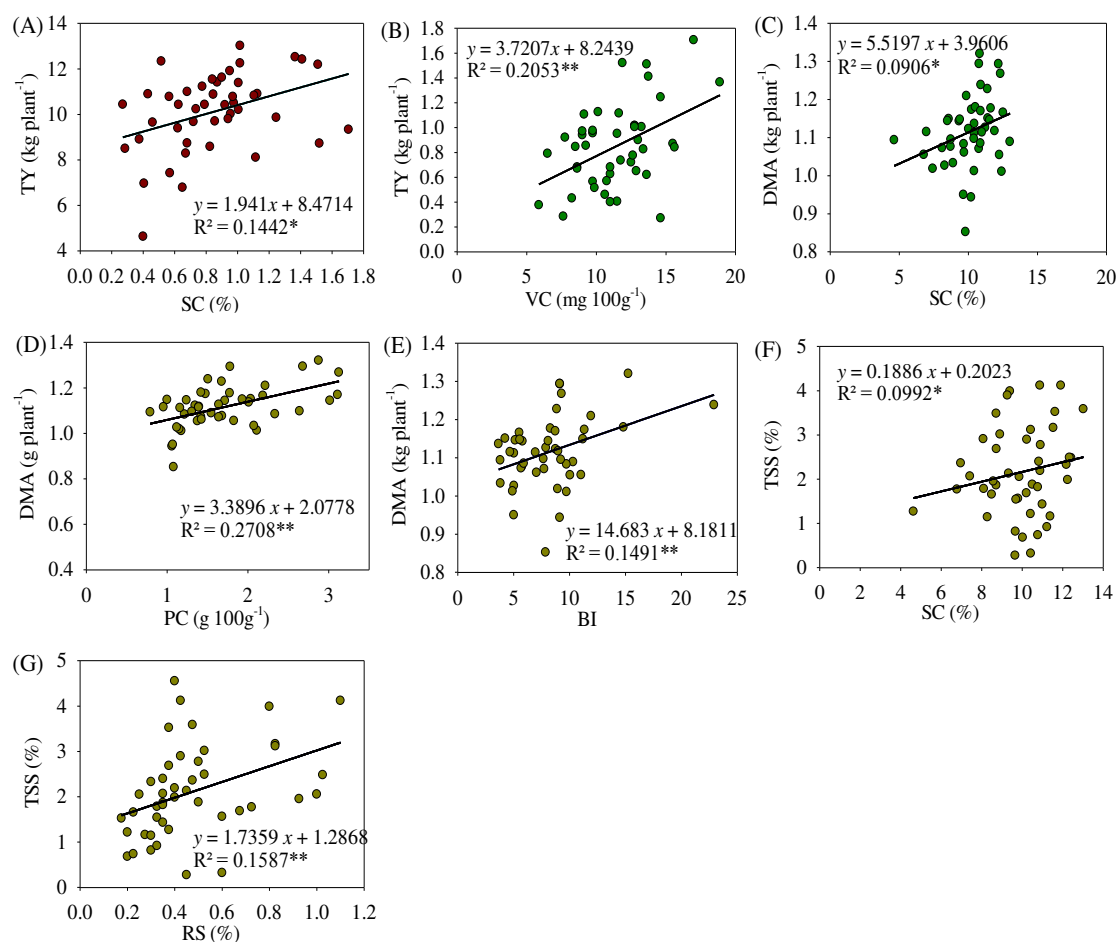 (A)
14
12
10
8
6
4
TY (kg plant⁻¹)
y = 1.941x + 8.4714
R² = 0.1442*
0.0 0.2 0.4 0.6 0.8 1.0 1.2 1.4 1.6 1.8
SC (%)
(B)
1.8
1.6
1.4
1.2
1.0
0.8
0.6
0.4
0.2
0.0
TY (kg plant⁻¹)
y = 3.7207x + 8.2439
R² = 0.2053**
0 5 10 15 20
VC (mg 100g⁻¹)
(C)
1.4
1.2
1.0
0.8
DMA (kg plant⁻¹)
y = 5.5197 x + 3.9606
R² = 0.0906*
0 5 10 15 20
SC (%)
(D)
1.4
1.2
1.0
0.8
0.6
0.4
DMA (g plant⁻¹)
y = 3.3896 x + 2.0778
R² = 0.2708**
0 1 2 3
PC (g 100g⁻¹)
(E)
1.4
1.3
1.2
1.1
1.0
0.9
0.8
DMA (kg plant⁻¹)
y = 14.683 x + 8.1811
R² = 0.1491**
0 5 10 15 20 25
BI
(F)
5
4
3
2
1
0
TSS (%)
y = 0.1886 x + 0.2023
R² = 0.0992*
0 2 4 6 8 10 12 14
SC (%)
(G)
5
4
3
2
1
0
TSS (%)
y = 1.7359 x + 1.2868
R² = 0.1587**
0.2 0.4 0.6 0.8 1.0 1.2
RS (%)